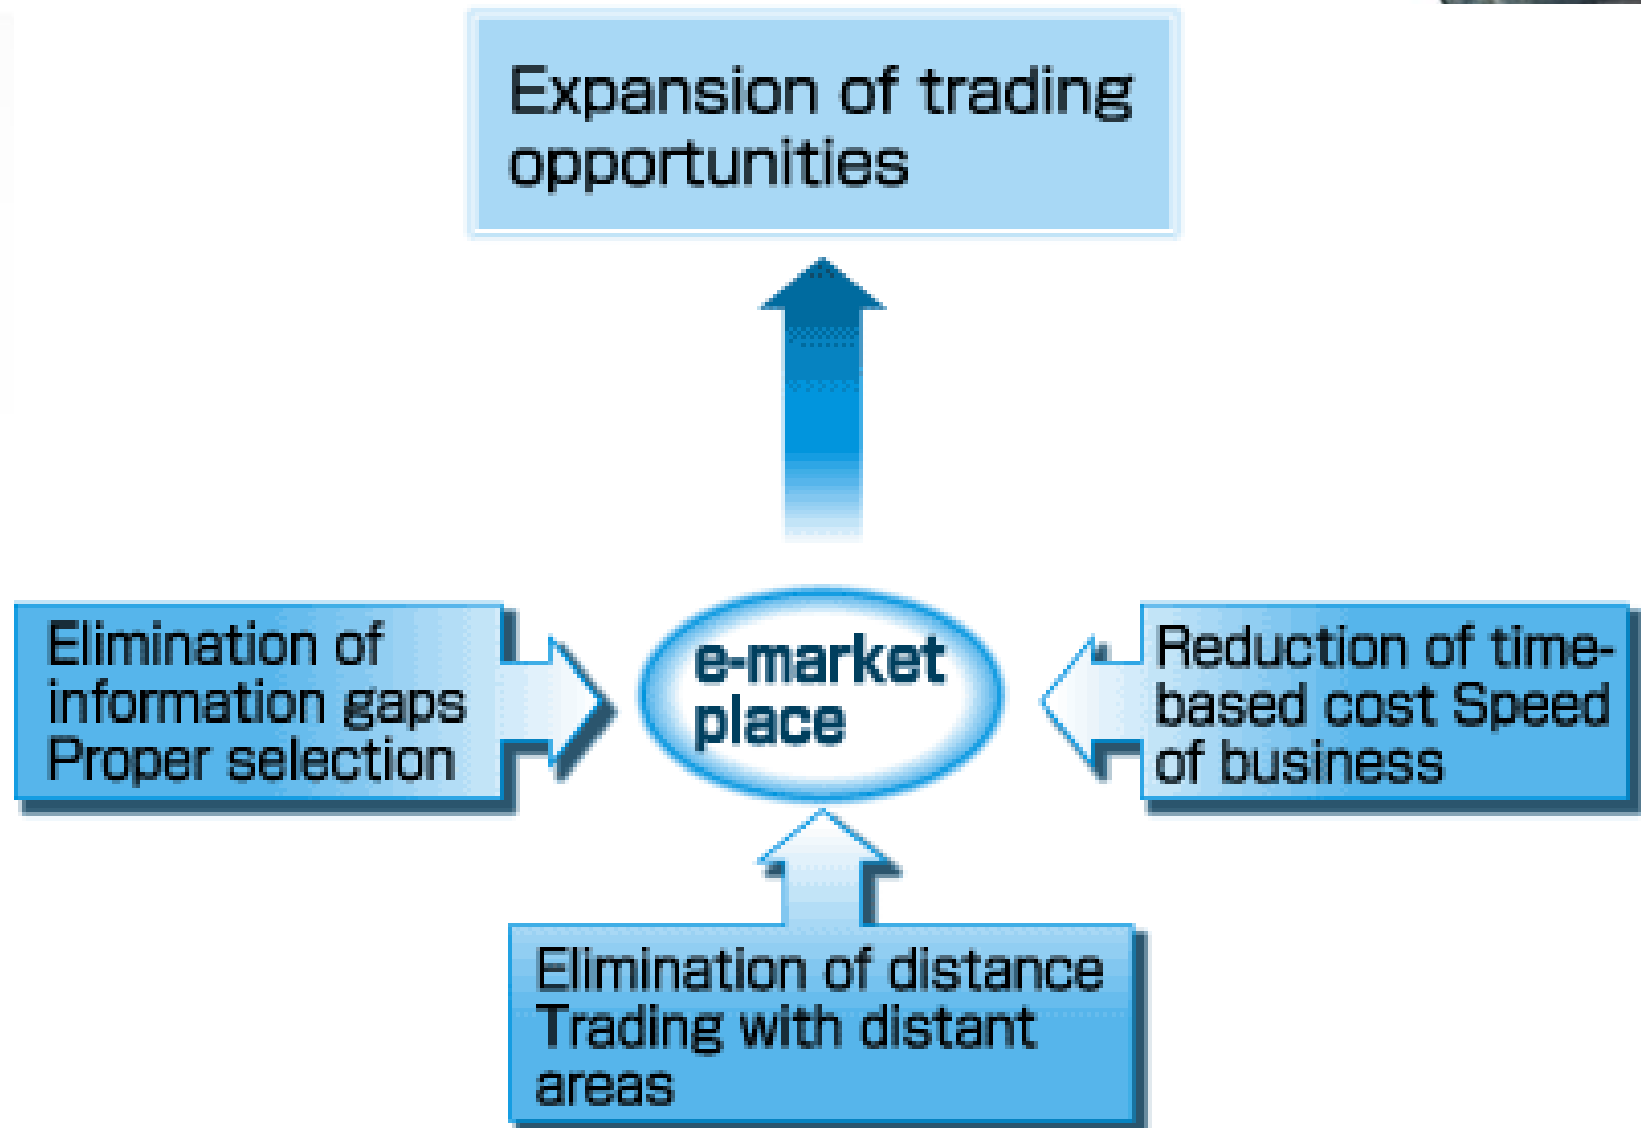 Expansion of trading
opportunities
Elimination of
information gaps
Proper selection
e-market
place
Reduction of time-
based cost Speed
of business
Elimination of distance
Trading with distant
areas